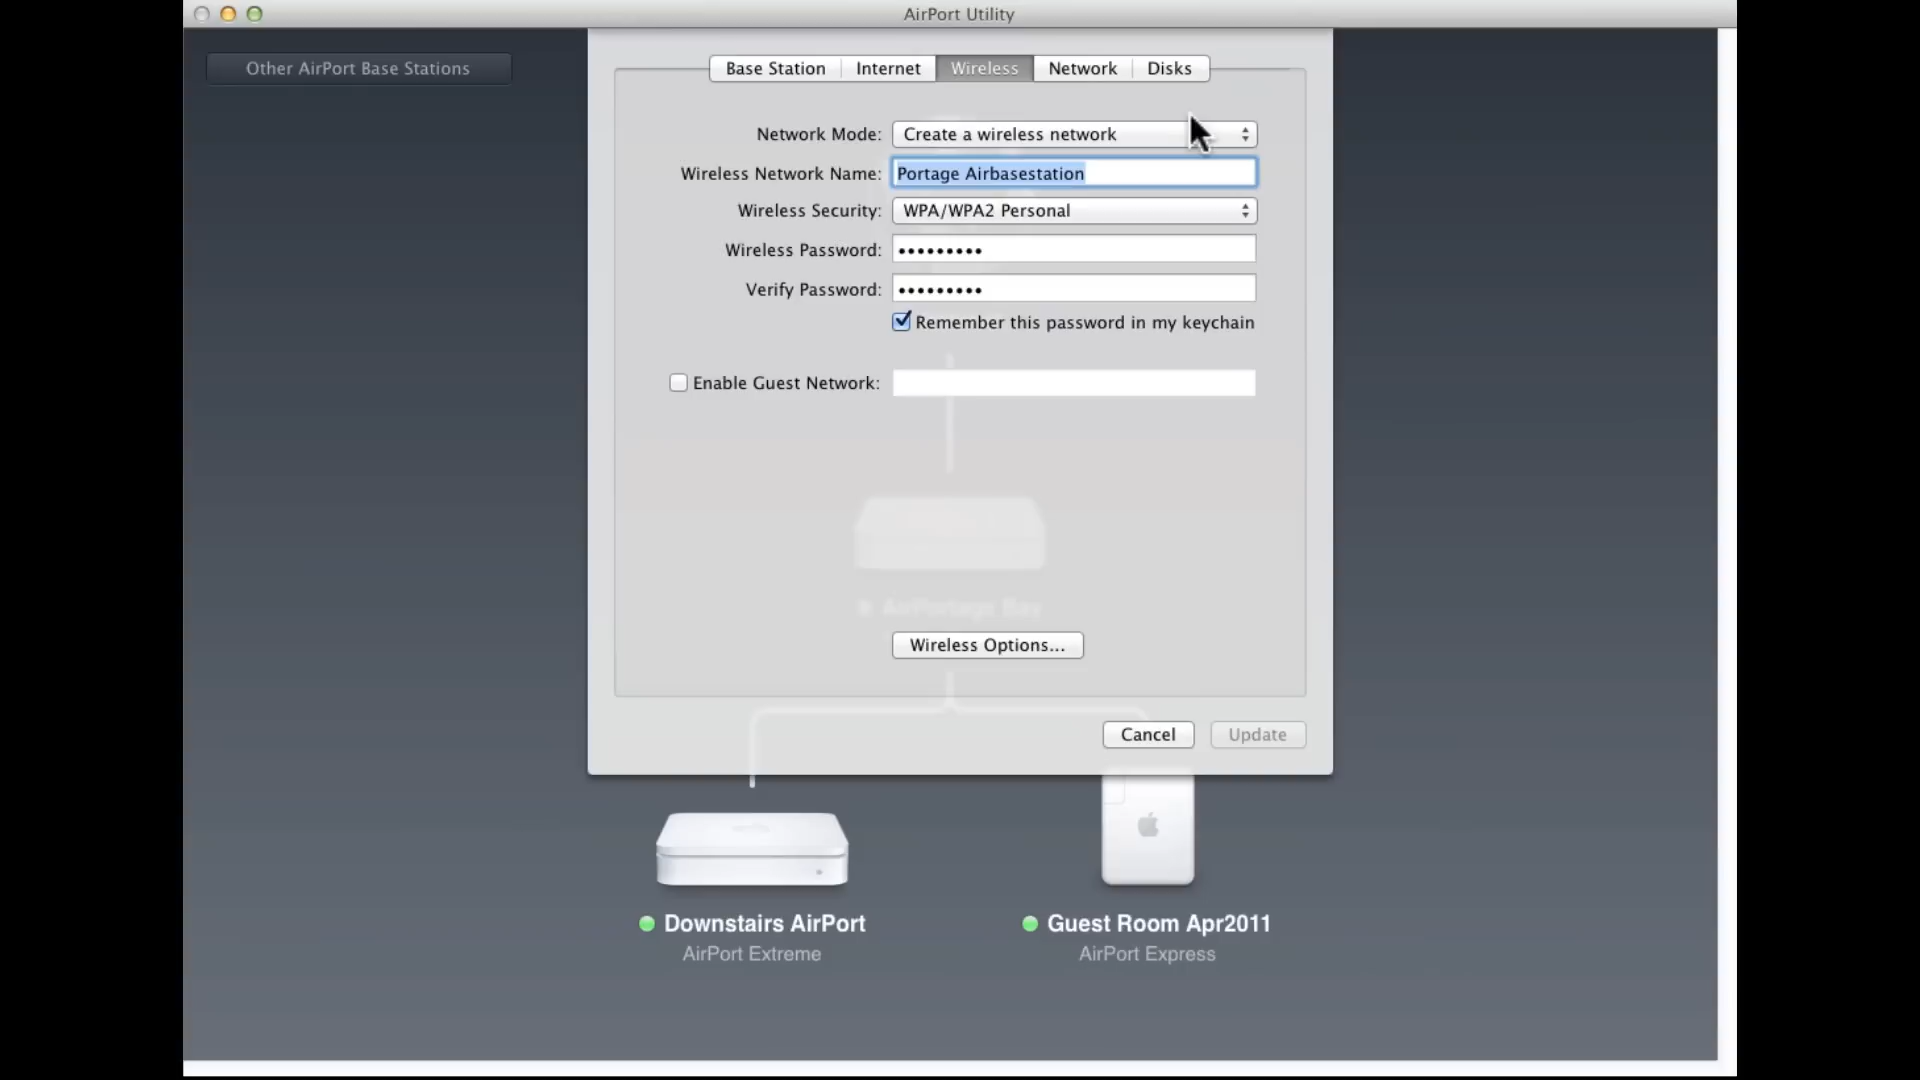 AirPort Utility
Other AirPort Base Stations
Base Station Internet Wireless Network Disks
Network Mode: Create a wireless network
Wireless Network Name: Portage Airbasestation
Wireless Security: WPA/WPA2 Personal
Wireless Password: •••••••••
Verify Password: •••••••••
Remember this password in my keychain
Enable Guest Network:
AirPortage Bay
Wireless Options...
Cancel Update
Downstairs AirPort Guest Room Apr2011
AirPort Extreme AirPort Express